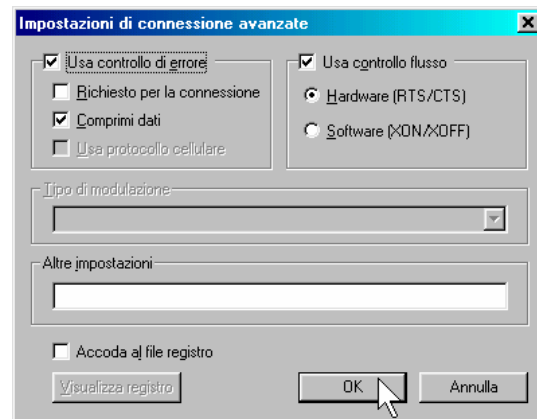 Impostazioni di connessione avanzate
Usa controllo di errore
Richiesto per la connessione
Comprimi dati
Usa protocollo cellulare
Usa controllo flusso
Hardware (RTS/CTS)
Software (XON/XOFF)
Tipo di modulazione
Altre impostazioni
Accoda al file registro
Visualizza registro
OK
Annulla